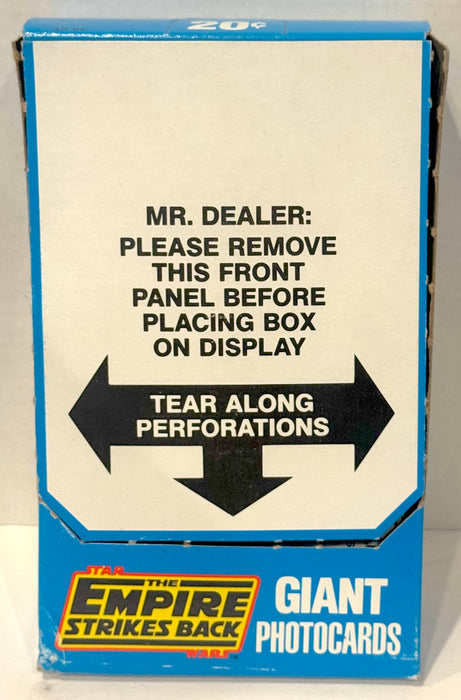 20¢
MR. DEALER:
PLEASE REMOVE
THIS FRONT
PANEL BEFORE
PLACING BOX
ON DISPLAY
TEAR ALONG
PERFORATIONS
STAR
THE
EMPIRE
STRIKES BACK
WARS™
GIANT
PHOTOCARDS